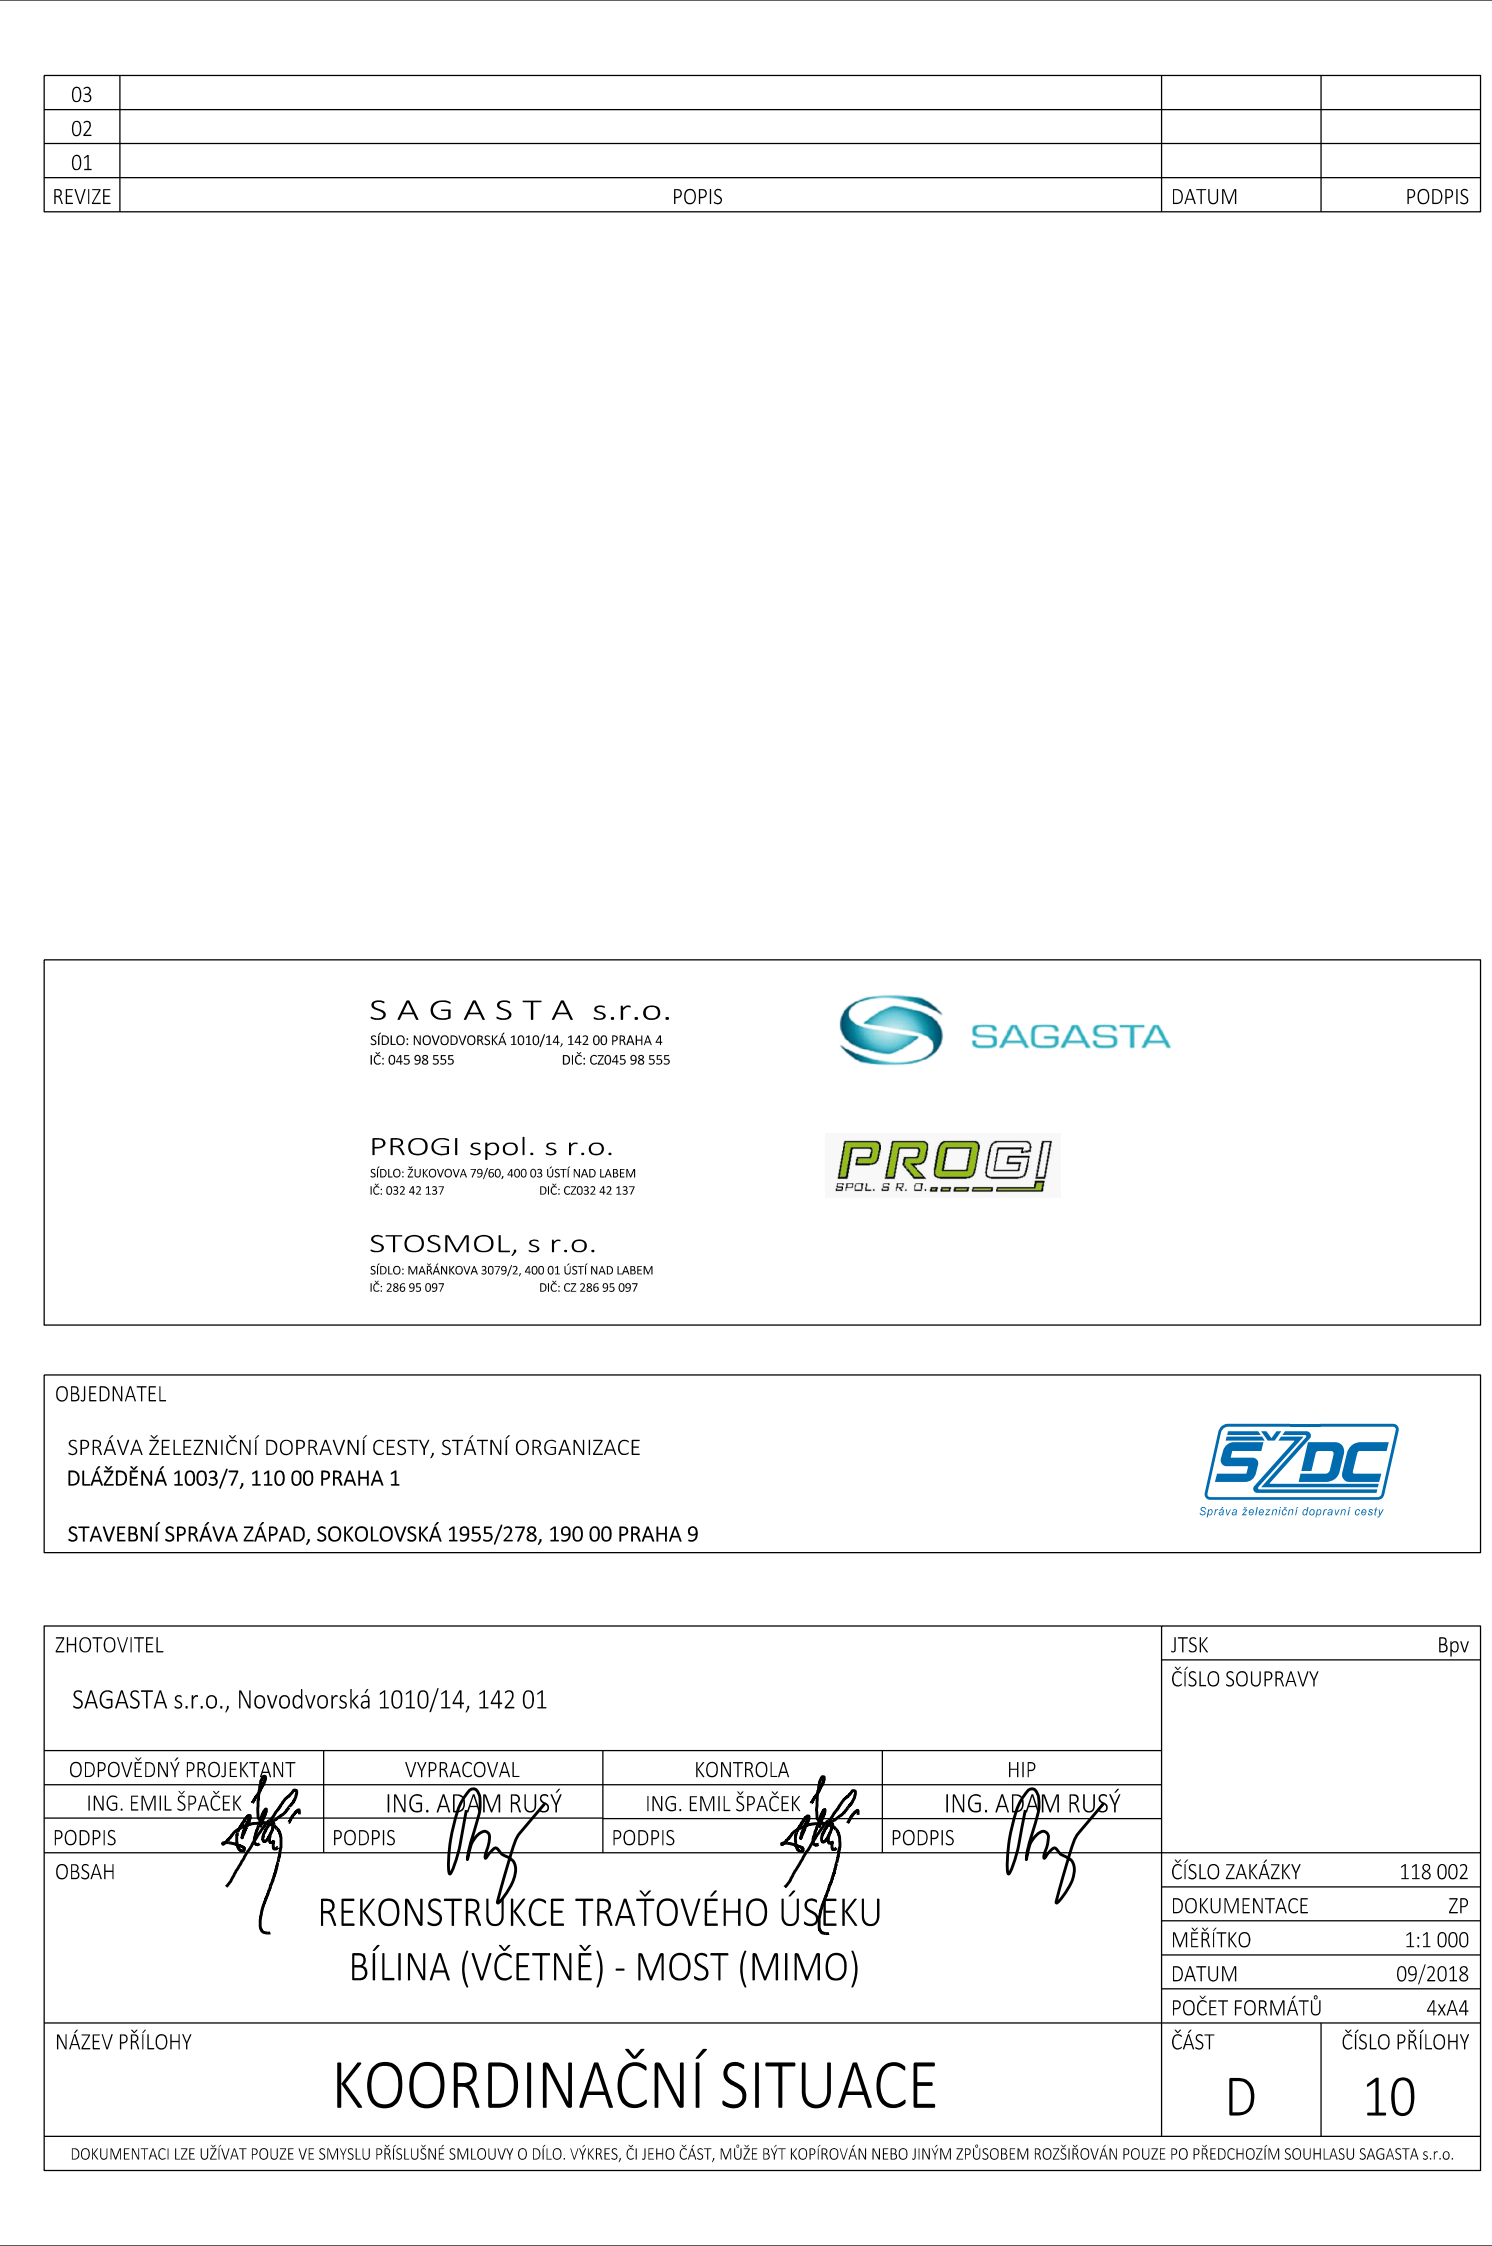 03
02
01
REVIZE POPIS DATUM PODPIS
SAGASTA s.r.o.
SÍDLO: NOVODVORSKÁ 1010/14, 142 00 PRAHA 4
IČ: 045 98 555 DIČ: CZ045 98 555
SAGASTA
PROGI spol. s r.o.
SÍDLO: ŽUKOVOVA 79/60, 400 03 ÚSTÍ NAD LABEM
IČ: 032 42 137 DIČ: CZ032 42 137
PROGI
SPOL. S R. O.
STOSMOL, s r.o.
SÍDLO: MAŘÁNKOVA 3079/2, 400 01 ÚSTÍ NAD LABEM
IČ: 286 95 097 DIČ: CZ 286 95 097
OBJEDNATEL
SPRÁVA ŽELEZNIČNÍ DOPRAVNÍ CESTY, STÁTNÍ ORGANIZACE
DLÁŽDĚNÁ 1003/7, 110 00 PRAHA 1
STAVEBNÍ SPRÁVA ZÁPAD, SOKOLOVSKÁ 1955/278, 190 00 PRAHA 9
SŽDC
Správa železniční dopravní cesty
ZHOTOVITEL
SAGASTA s.r.o., Novodvorská 1010/14, 142 01
JTSK Bpv
ČÍSLO SOUPRAVY
ODPOVĚDNÝ PROJEKTANT VYPRACOVAL KONTROLA HIP
ING. EMIL ŠPAČEK ING. ADAM RUSÝ ING. EMIL ŠPAČEK ING. ADAM RUSÝ
PODPIS PODPIS PODPIS PODPIS
OBSAH
REKONSTRUKCE TRAŤOVÉHO ÚSEKU
BÍLINA (VČETNĚ) - MOST (MIMO)
ČÍSLO ZAKÁZKY 118 002
DOKUMENTACE ZP
MĚŘÍTKO 1:1 000
DATUM 09/2018
POČET FORMÁTŮ 4xA4
NÁZEV PŘÍLOHY
KOORDINAČNÍ SITUACE
ČÁST ČÍSLO PŘÍLOHY
D 10
DOKUMENTACI LZE UŽÍVAT POUZE VE SMYSLU PŘÍSLUŠNÉ SMLOUVY O DÍLO. VÝKRES, ČI JEHO ČÁST, MŮŽE BÝT KOPÍROVÁN NEBO JINÝM ZPŮSOBEM ROZŠIŘOVÁN POUZE PO PŘEDCHOZÍM SOUHLASU SAGASTA s.r.o.